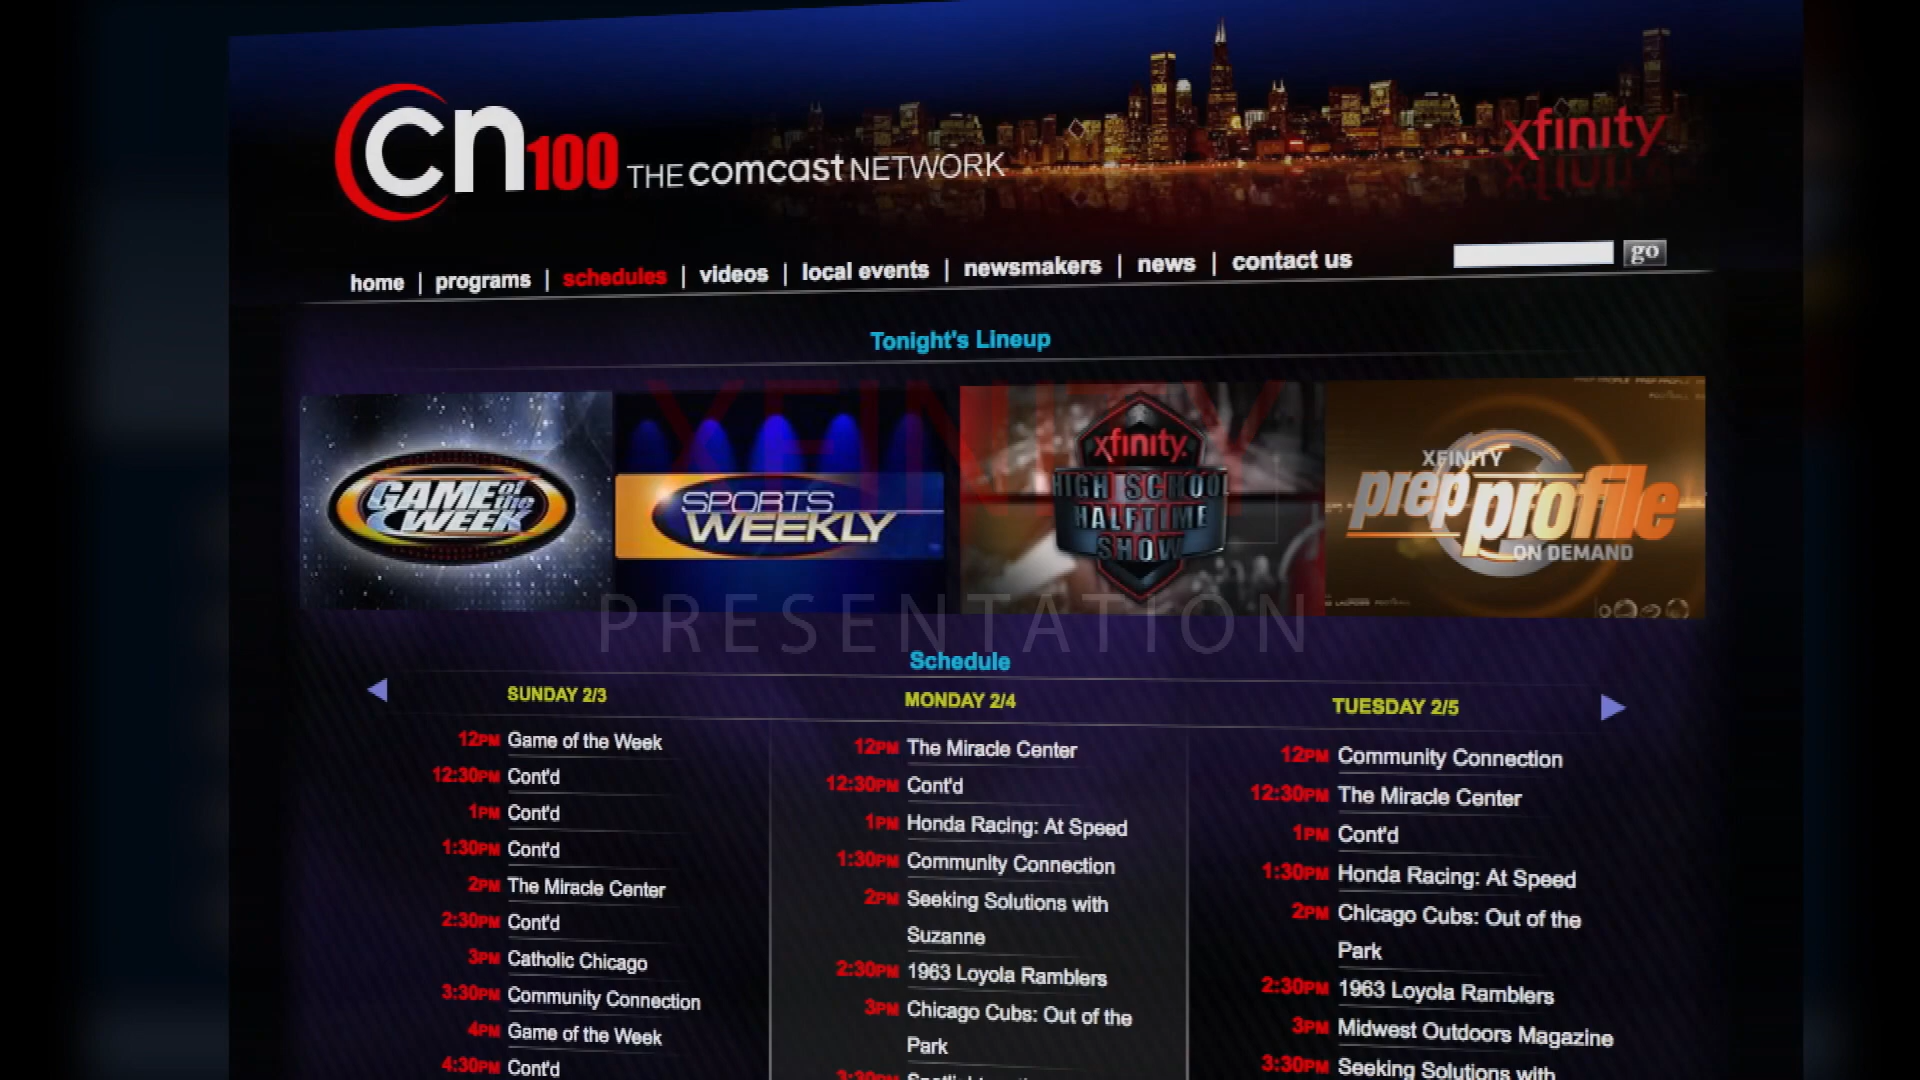 cn100 THE comcast NETWORK
xfinity
home | programs | schedules | videos | local events | newsmakers | news | contact us
go
Tonight's Lineup
GAME of the WEEK
SPORTS
WEEKLY
xfinity
HIGH SCHOOL
HALFTIME
SHOW
XFINITY
prep profile
ON DEMAND
XFINITY
PRESENTATION
Schedule
SUNDAY 2/3
12PM Game of the Week
12:30PM Cont'd
1PM Cont'd
1:30PM Cont'd
2PM The Miracle Center
2:30PM Cont'd
3PM Catholic Chicago
3:30PM Community Connection
4PM Game of the Week
4:30PM Cont'd
MONDAY 2/4
12PM The Miracle Center
12:30PM Cont'd
1PM Honda Racing: At Speed
1:30PM Community Connection
2PM Seeking Solutions with
Suzanne
2:30PM 1963 Loyola Ramblers
3PM Chicago Cubs: Out of the
Park
3:30PM
TUESDAY 2/5
12PM Community Connection
12:30PM The Miracle Center
1PM Cont'd
1:30PM Honda Racing: At Speed
2PM Chicago Cubs: Out of the
Park
2:30PM 1963 Loyola Ramblers
3PM Midwest Outdoors Magazine
3:30PM Seeking Solutions with